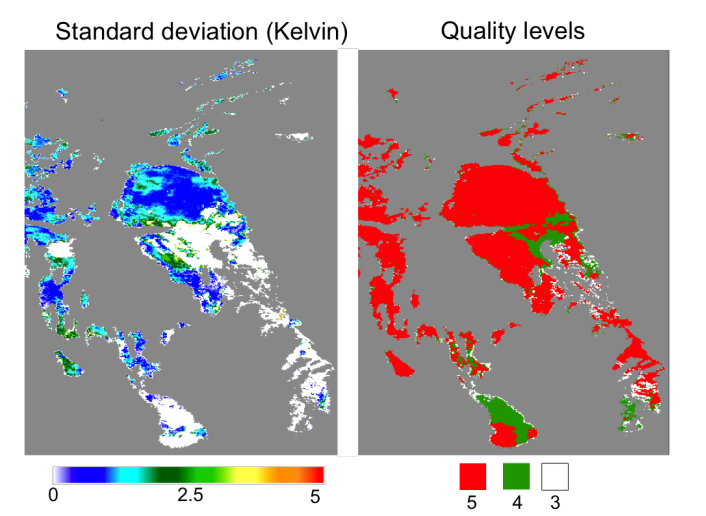 Standard deviation (Kelvin)
Quality levels
0 2.5 5
5 4 3